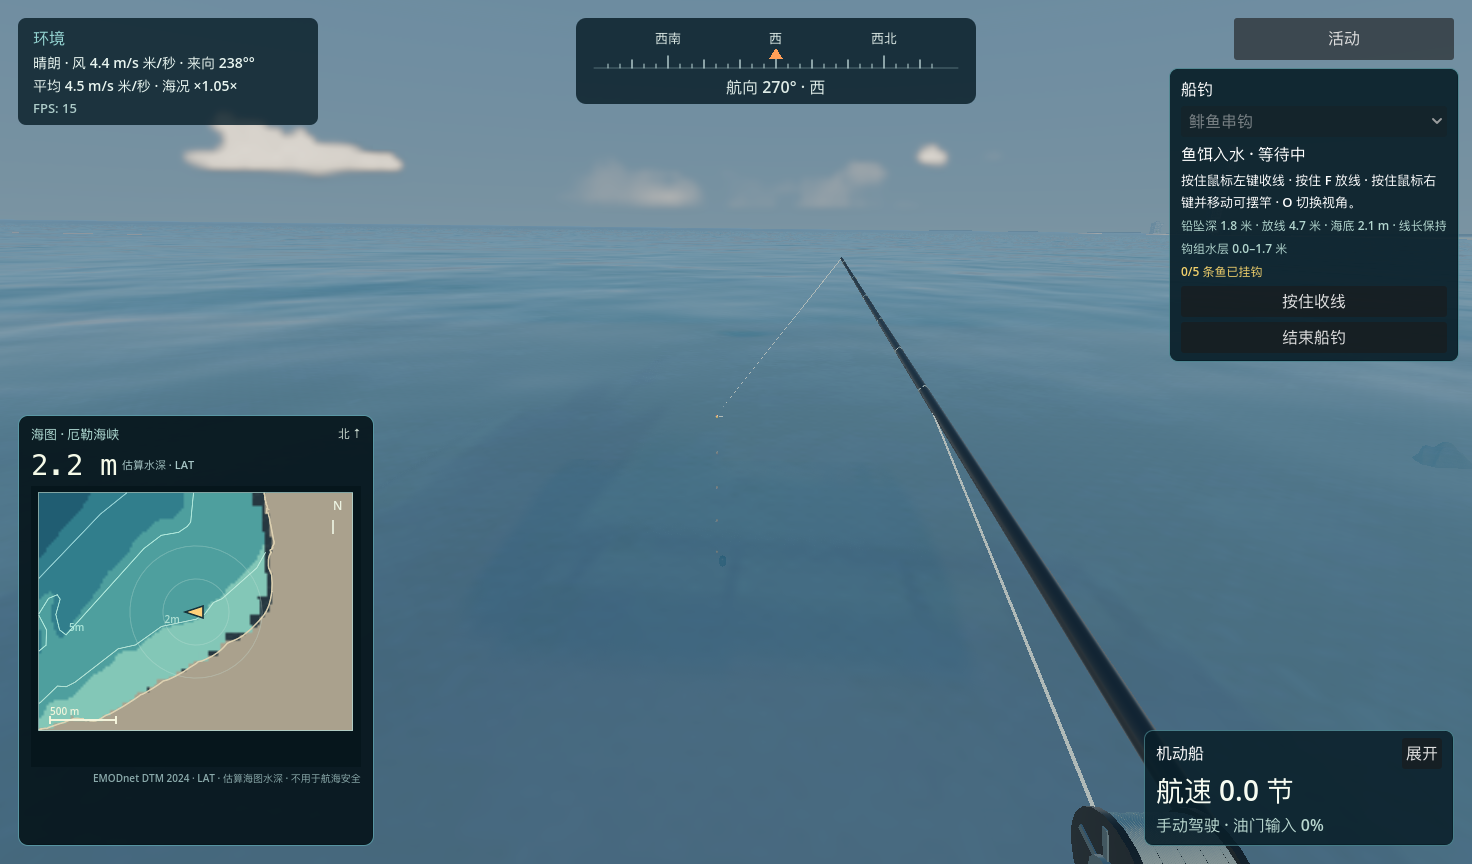 环境
晴朗 · 风 4.4 m/s 米/秒 · 来向 238°°
平均 4.5 m/s 米/秒 · 海况 ×1.05×
FPS: 15
西南 西 西北
航向 270° · 西
活动
船钓
鲱鱼串钩
鱼饵入水 · 等待中
按住鼠标左键收线 · 按住 F 放线 · 按住鼠标右
键并移动可摆竿 · O 切换视角。
铅坠深 1.8 米 · 放线 4.7 米 · 海底 2.1 m · 线长保持
钩组水层 0.0–1.7 米
0/5 条鱼已挂钩
按住收线
结束船钓
海图 · 厄勒海峡 北 ↑
2.2 m 估算水深 · LAT
N
2m
5m
500 m
EMODnet DTM 2024 · LAT · 估算海图水深 · 不用于航海安全
机动船 展开
航速 0.0 节
手动驾驶 · 油门输入 0%